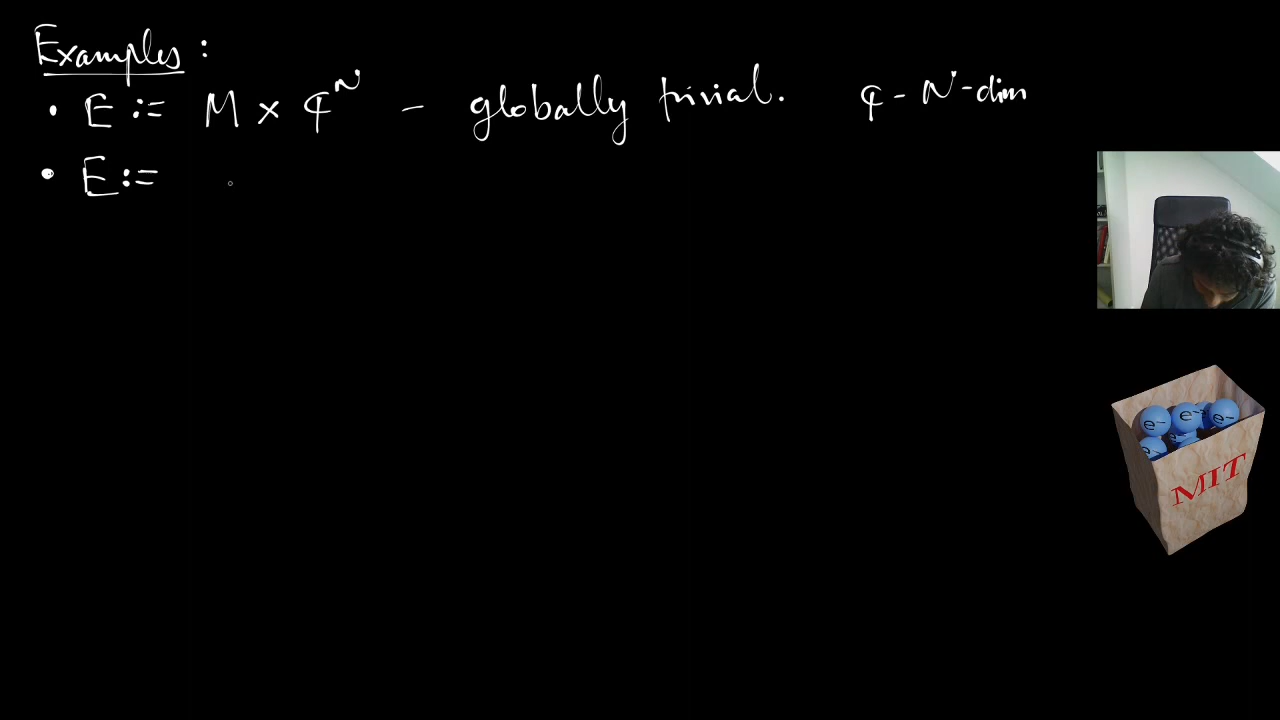 Examples :
• E := M × ℂ^N – globally trivial. ℂ - N -dim
• E :=
e⁻ e⁻ e⁻
e⁻ e⁻
e⁻
MIT